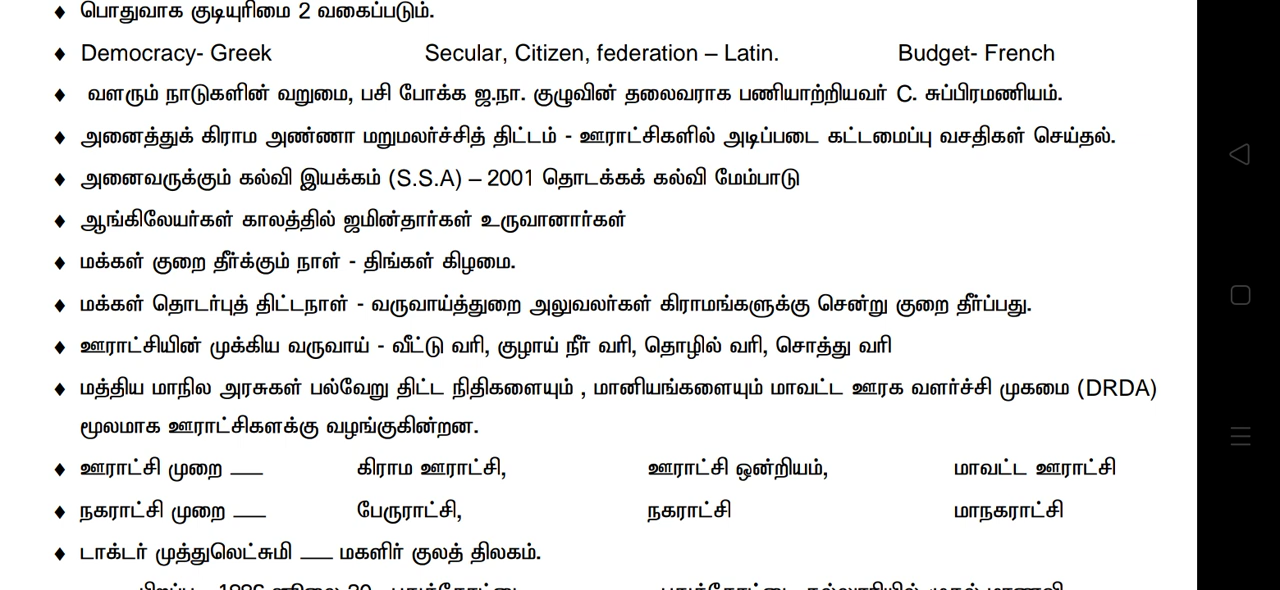 ♦ பொதுவாக குடியுரிமை 2 வகைப்படும்.
♦ Democracy- Greek Secular, Citizen, federation – Latin. Budget- French
♦ வளரும் நாடுகளின் வறுமை, பசி போக்க ஐ.நா. குழுவின் தலைவராக பணியாற்றியவர் C. சுப்பிரமணியம்.
♦ அனைத்துக் கிராம அண்ணா மறுமலர்ச்சித் திட்டம் - ஊராட்சிகளில் அடிப்படை கட்டமைப்பு வசதிகள் செய்தல்.
♦ அனைவருக்கும் கல்வி இயக்கம் (S.S.A) – 2001 தொடக்கக் கல்வி மேம்பாடு
♦ ஆங்கிலேயர்கள் காலத்தில் ஜமின்தார்கள் உருவானார்கள்
♦ மக்கள் குறை தீர்க்கும் நாள் - திங்கள் கிழமை.
♦ மக்கள் தொடர்புத் திட்டநாள் - வருவாய்த்துறை அலுவலர்கள் கிராமங்களுக்கு சென்று குறை தீர்ப்பது.
♦ ஊராட்சியின் முக்கிய வருவாய் - வீட்டு வரி, குழாய் நீர் வரி, தொழில் வரி, சொத்து வரி
♦ மத்திய மாநில அரசுகள் பல்வேறு திட்ட நிதிகளையும் , மானியங்களையும் மாவட்ட ஊரக வளர்ச்சி முகமை (DRDA)
மூலமாக ஊராட்சிகளக்கு வழங்குகின்றன.
♦ ஊராட்சி முறை ___ கிராம ஊராட்சி, ஊராட்சி ஒன்றியம், மாவட்ட ஊராட்சி
♦ நகராட்சி முறை ___ பேருராட்சி, நகராட்சி மாநகராட்சி
♦ டாக்டர் முத்துலெட்சுமி ___ மகளிர் குலத் திலகம்.